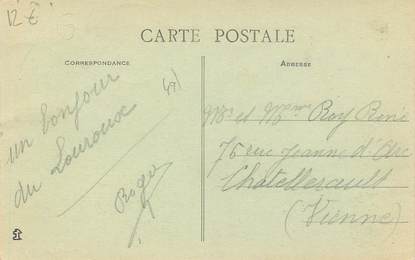 12 €
CARTE POSTALE
CORRESPONDANCE
ADRESSE
un bonjour
du Louroux
Roger
Mr et Mme Roy René
76 rue Jeanne d'Arc
Chatellerault
(Vienne)